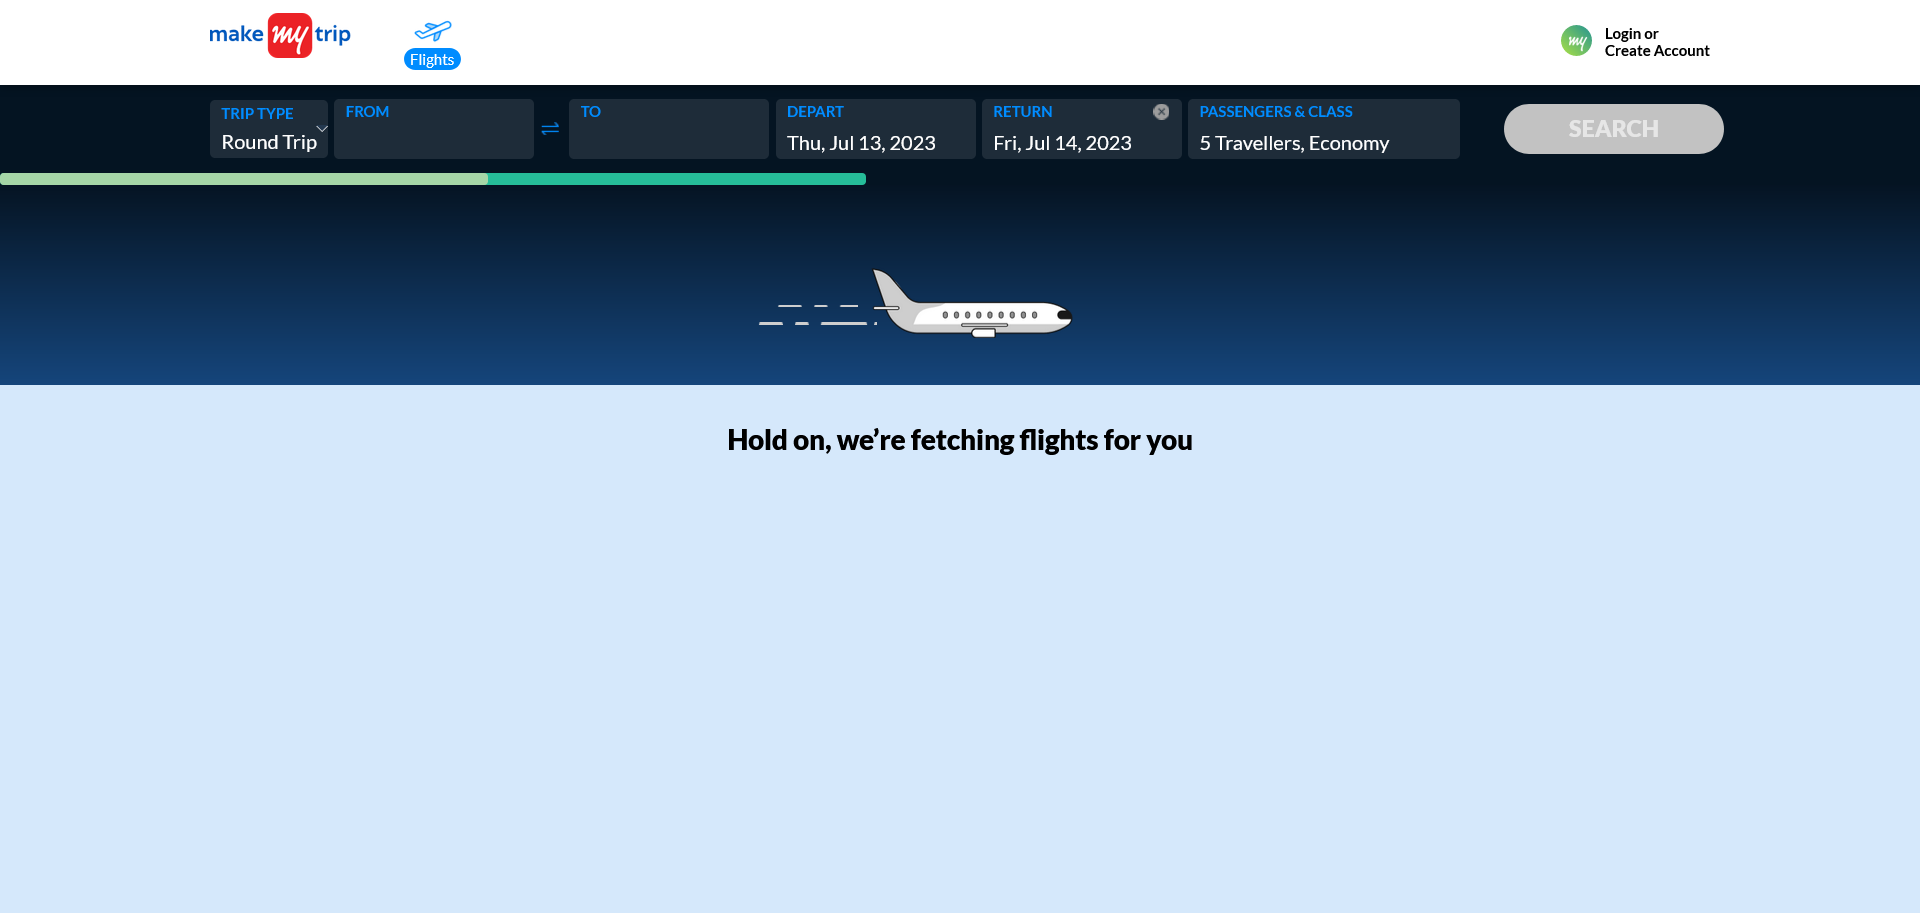 make my trip
Flights
my
Login or
Create Account
TRIP TYPE
Round Trip
FROM
TO
DEPART
Thu, Jul 13, 2023
RETURN
Fri, Jul 14, 2023
PASSENGERS & CLASS
5 Travellers, Economy
SEARCH
Hold on, we’re fetching flights for you